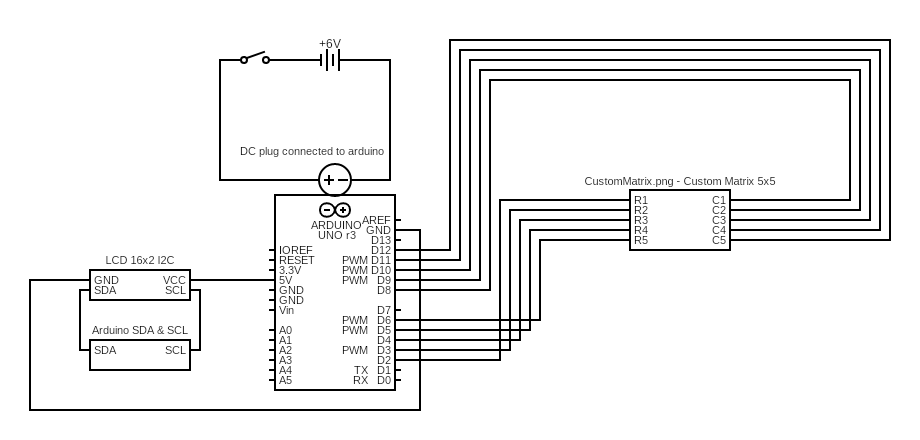 +6V
DC plug connected to arduino
CustomMatrix.png - Custom Matrix 5x5
R1 C1
R2 C2
R3 C3
R4 C4
R5 C5
ARDUINO
UNO r3
AREF
GND
D13
IOREF D12
RESET PWM D11
3.3V PWM D10
5V PWM D9
GND D8
GND
Vin D7
PWM D6
A0 PWM D5
A1 D4
A2 PWM D3
A3 D2
A4 TX D1
A5 RX D0
LCD 16x2 I2C
GND VCC
SDA SCL
Arduino SDA & SCL
SDA SCL